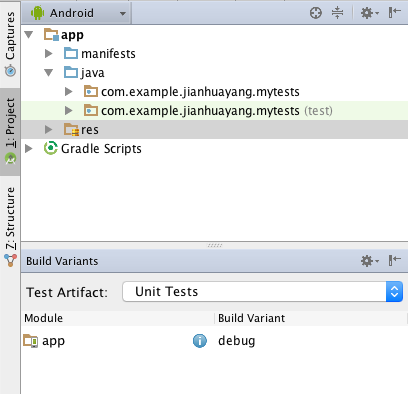 Captures
1: Project
Z: Structure
Android
app
manifests
java
com.example.jianhuayang.mytests
com.example.jianhuayang.mytests (test)
res
Gradle Scripts
Build Variants
Test Artifact: Unit Tests
Module Build Variant
app debug